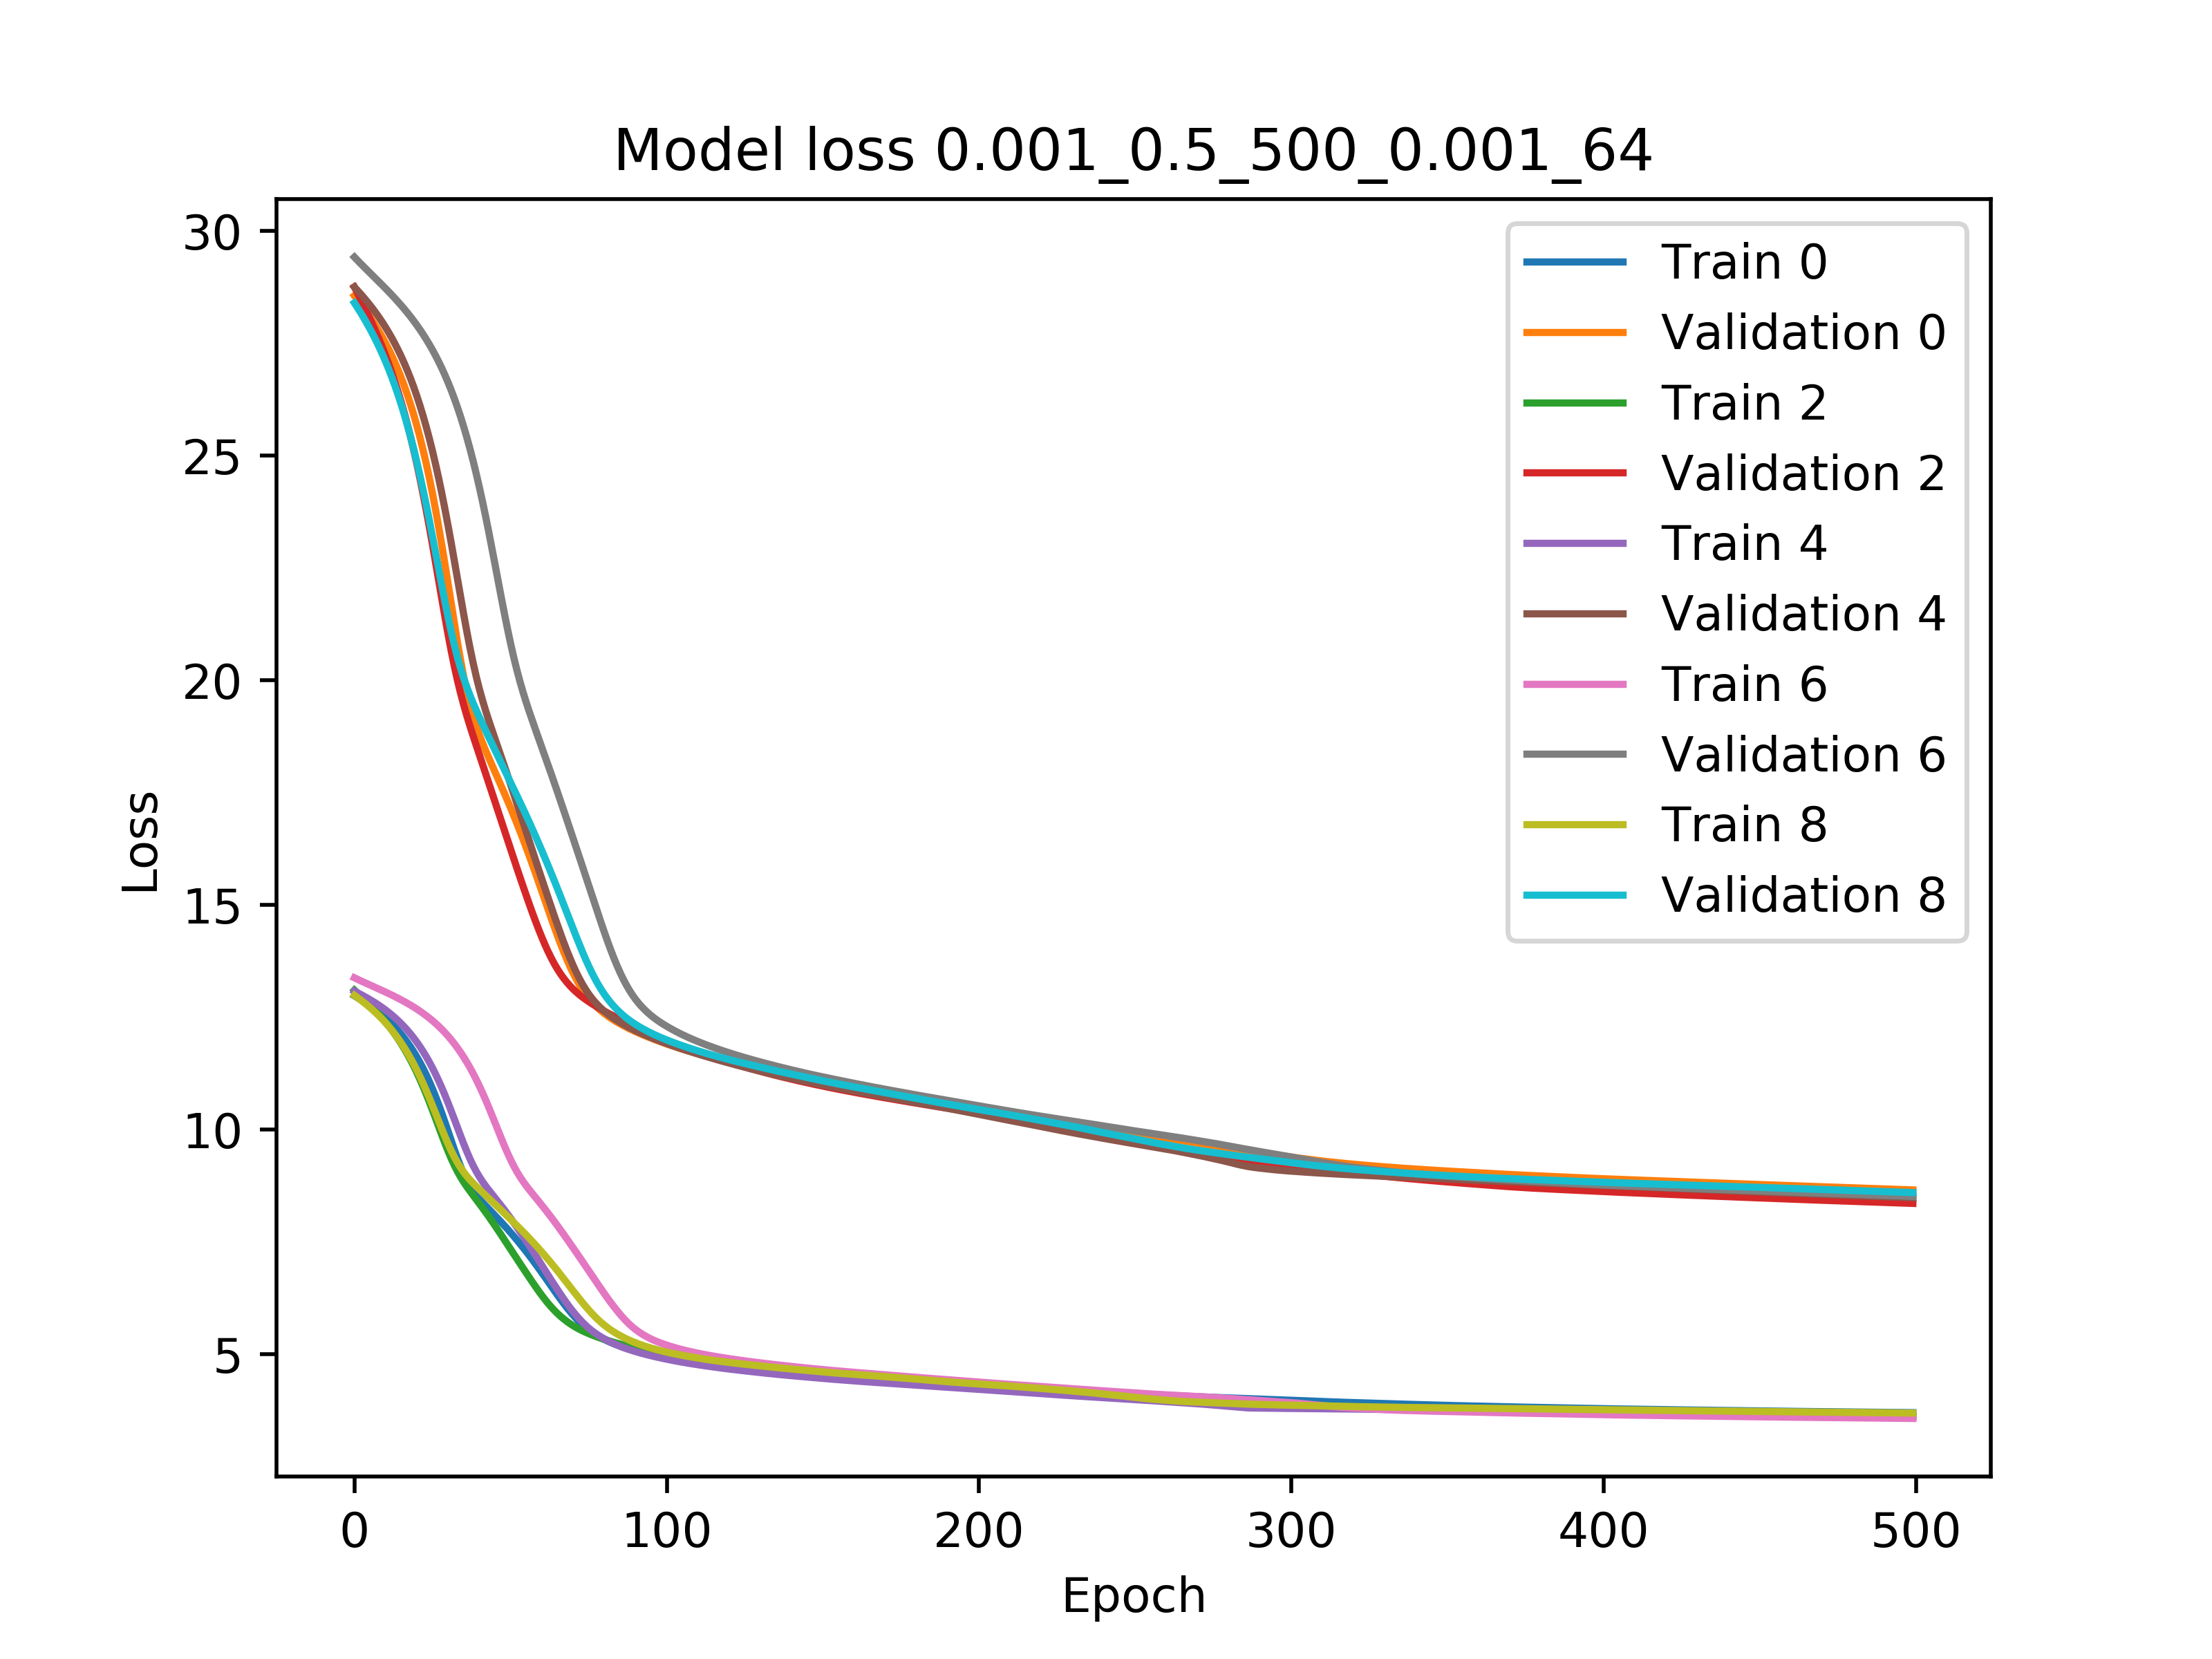 Model loss 0.001_0.5_500_0.001_64
30
25
20
15
10
5
Loss
Train 0
Validation 0
Train 2
Validation 2
Train 4
Validation 4
Train 6
Validation 6
Train 8
Validation 8
0 100 200 300 400 500
Epoch